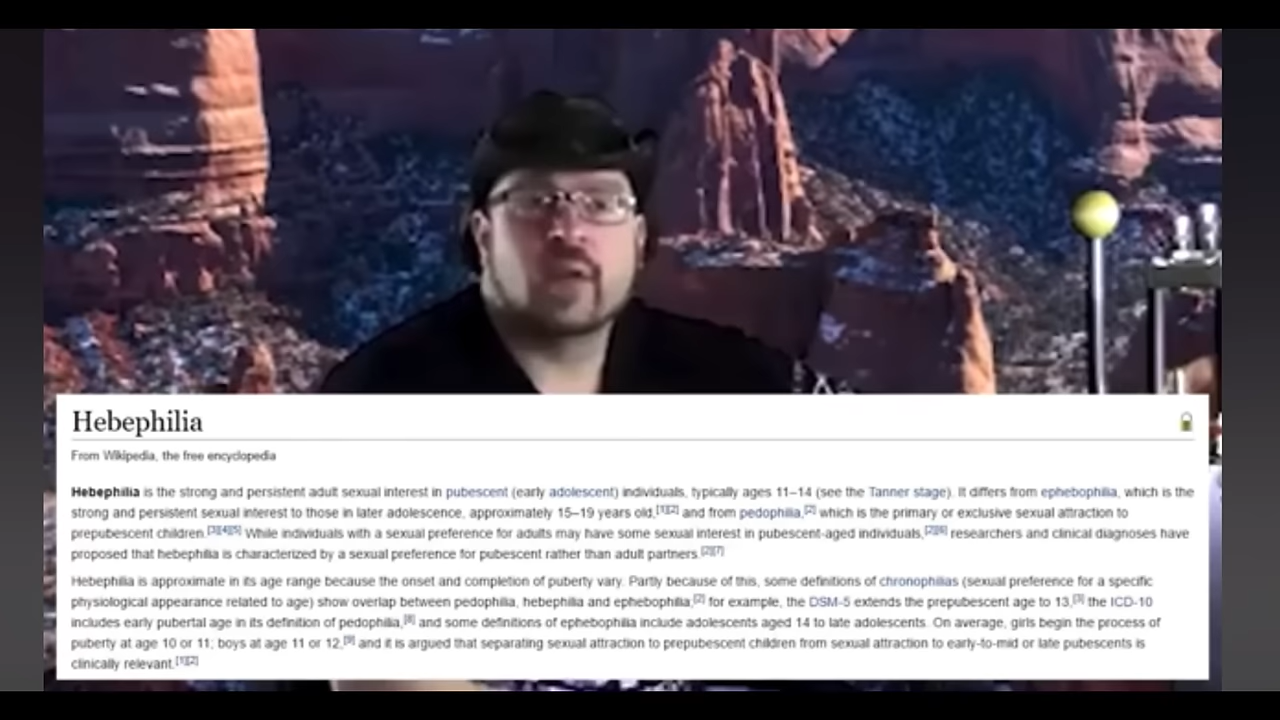 Hebephilia
From Wikipedia, the free encyclopedia
Hebephilia is the strong and persistent adult sexual interest in pubescent (early adolescent) individuals, typically ages 11–14 (see the Tanner stage). It differs from ephebophilia, which is the
strong and persistent sexual interest to those in later adolescence, approximately 15–19 years old,[1][2] and from pedophilia,[2] which is the primary or exclusive sexual attraction to
prepubescent children.[3][4][5] While individuals with a sexual preference for adults may have some sexual interest in pubescent-aged individuals,[2][6] researchers and clinical diagnoses have
proposed that hebephilia is characterized by a sexual preference for pubescent rather than adult partners.[2][7]
Hebephilia is approximate in its age range because the onset and completion of puberty vary. Partly because of this, some definitions of chronophilias (sexual preference for a specific
physiological appearance related to age) show overlap between pedophilia, hebephilia and ephebophilia,[2] for example, the DSM-5 extends the prepubescent age to 13,[3] the ICD-10
includes early pubertal age in its definition of pedophilia,[8] and some definitions of ephebophilia include adolescents aged 14 to late adolescents. On average, girls begin the process of
puberty at age 10 or 11; boys at age 11 or 12,[9] and it is argued that separating sexual attraction to prepubescent children from sexual attraction to early-to-mid or late pubescents is
clinically relevant.[1][2]